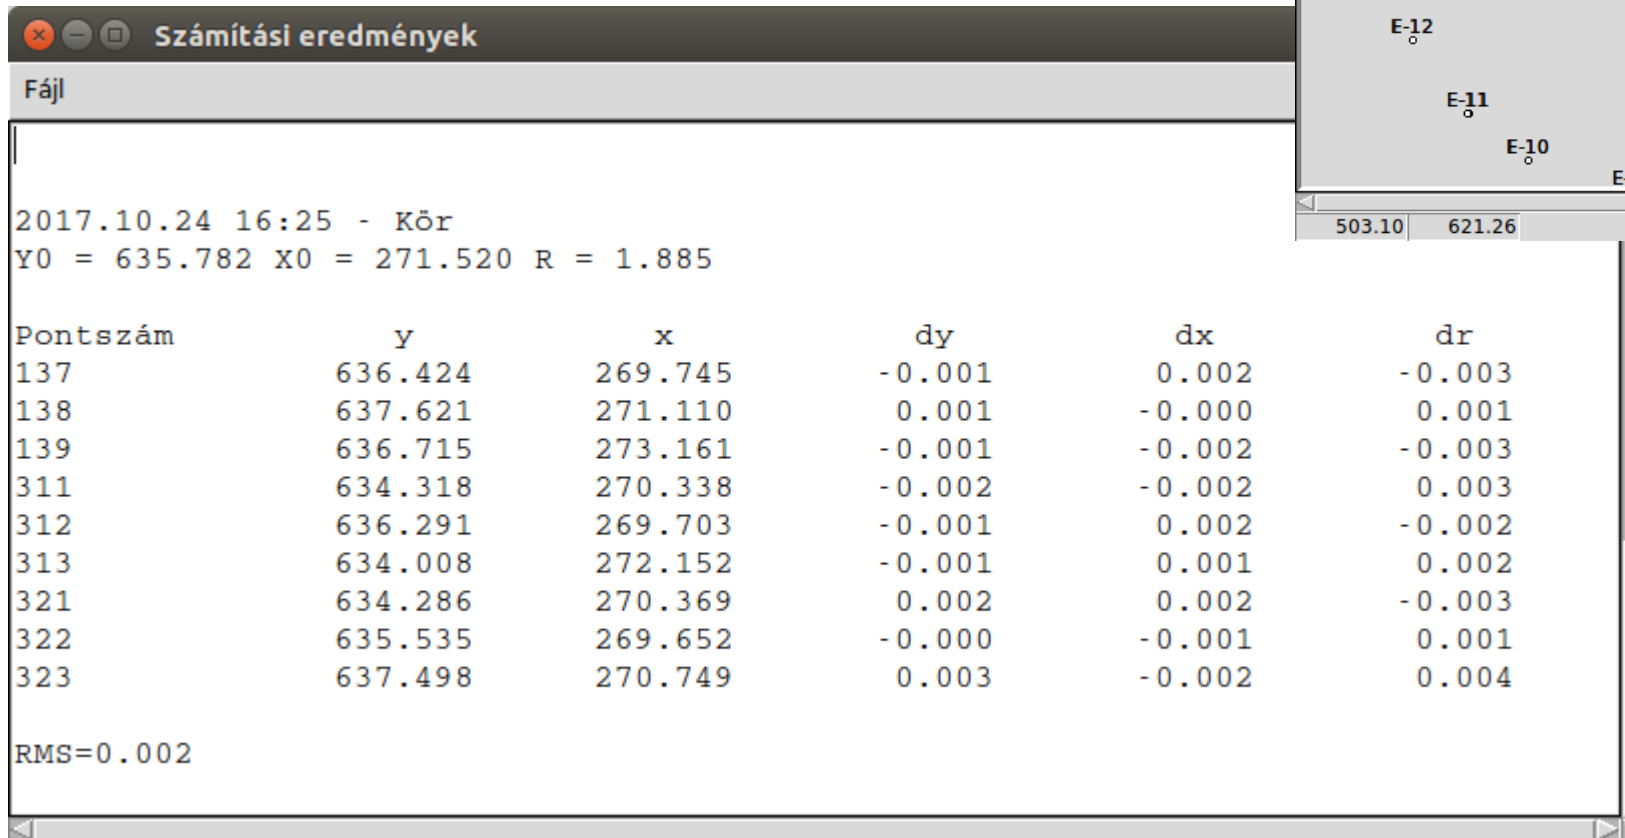 Számítási eredmények
Fájl
2017.10.24 16:25 - Kör
Y0 = 635.782 X0 = 271.520 R = 1.885
Pontszám y x dy dx dr
137 636.424 269.745 -0.001 0.002 -0.003
138 637.621 271.110 0.001 -0.000 0.001
139 636.715 273.161 -0.001 -0.002 -0.003
311 634.318 270.338 -0.002 -0.002 0.003
312 636.291 269.703 -0.001 0.002 -0.002
313 634.008 272.152 -0.001 0.001 0.002
321 634.286 270.369 0.002 0.002 -0.003
322 635.535 269.652 -0.000 -0.001 0.001
323 637.498 270.749 0.003 -0.002 0.004
RMS=0.002
E-12
E-11
E-10
503.10 621.26